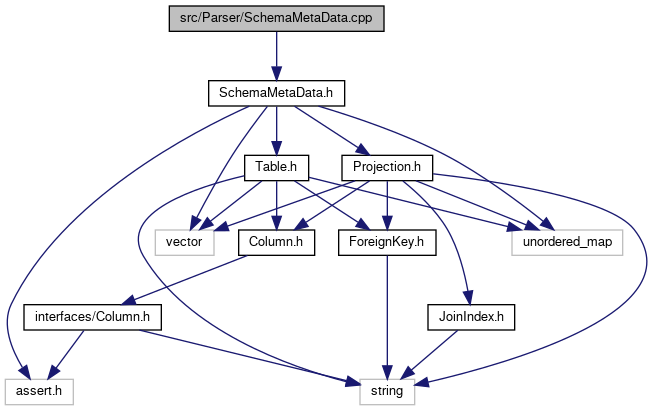 src/Parser/SchemaMetaData.cpp
SchemaMetaData.h
Table.h
Projection.h
vector
Column.h
ForeignKey.h
unordered_map
interfaces/Column.h
JoinIndex.h
assert.h
string